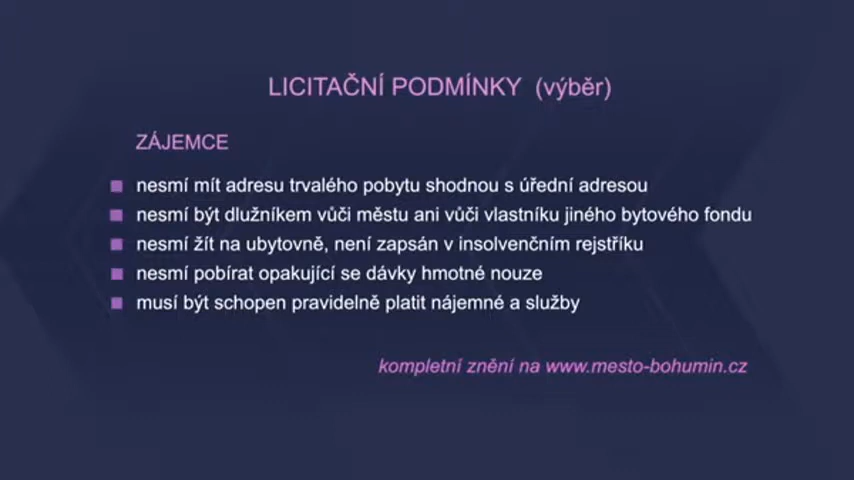 LICITAČNÍ PODMÍNKY (výběr)
ZÁJEMCE
nesmí mít adresu trvalého pobytu shodnou s úřední adresou
nesmí být dlužníkem vůči městu ani vůči vlastníku jiného bytového fondu
nesmí žít na ubytovně, není zapsán v insolvenčním rejstříku
nesmí pobírat opakující se dávky hmotné nouze
musí být schopen pravidelně platit nájemné a služby
kompletní znění na www.mesto-bohumin.cz